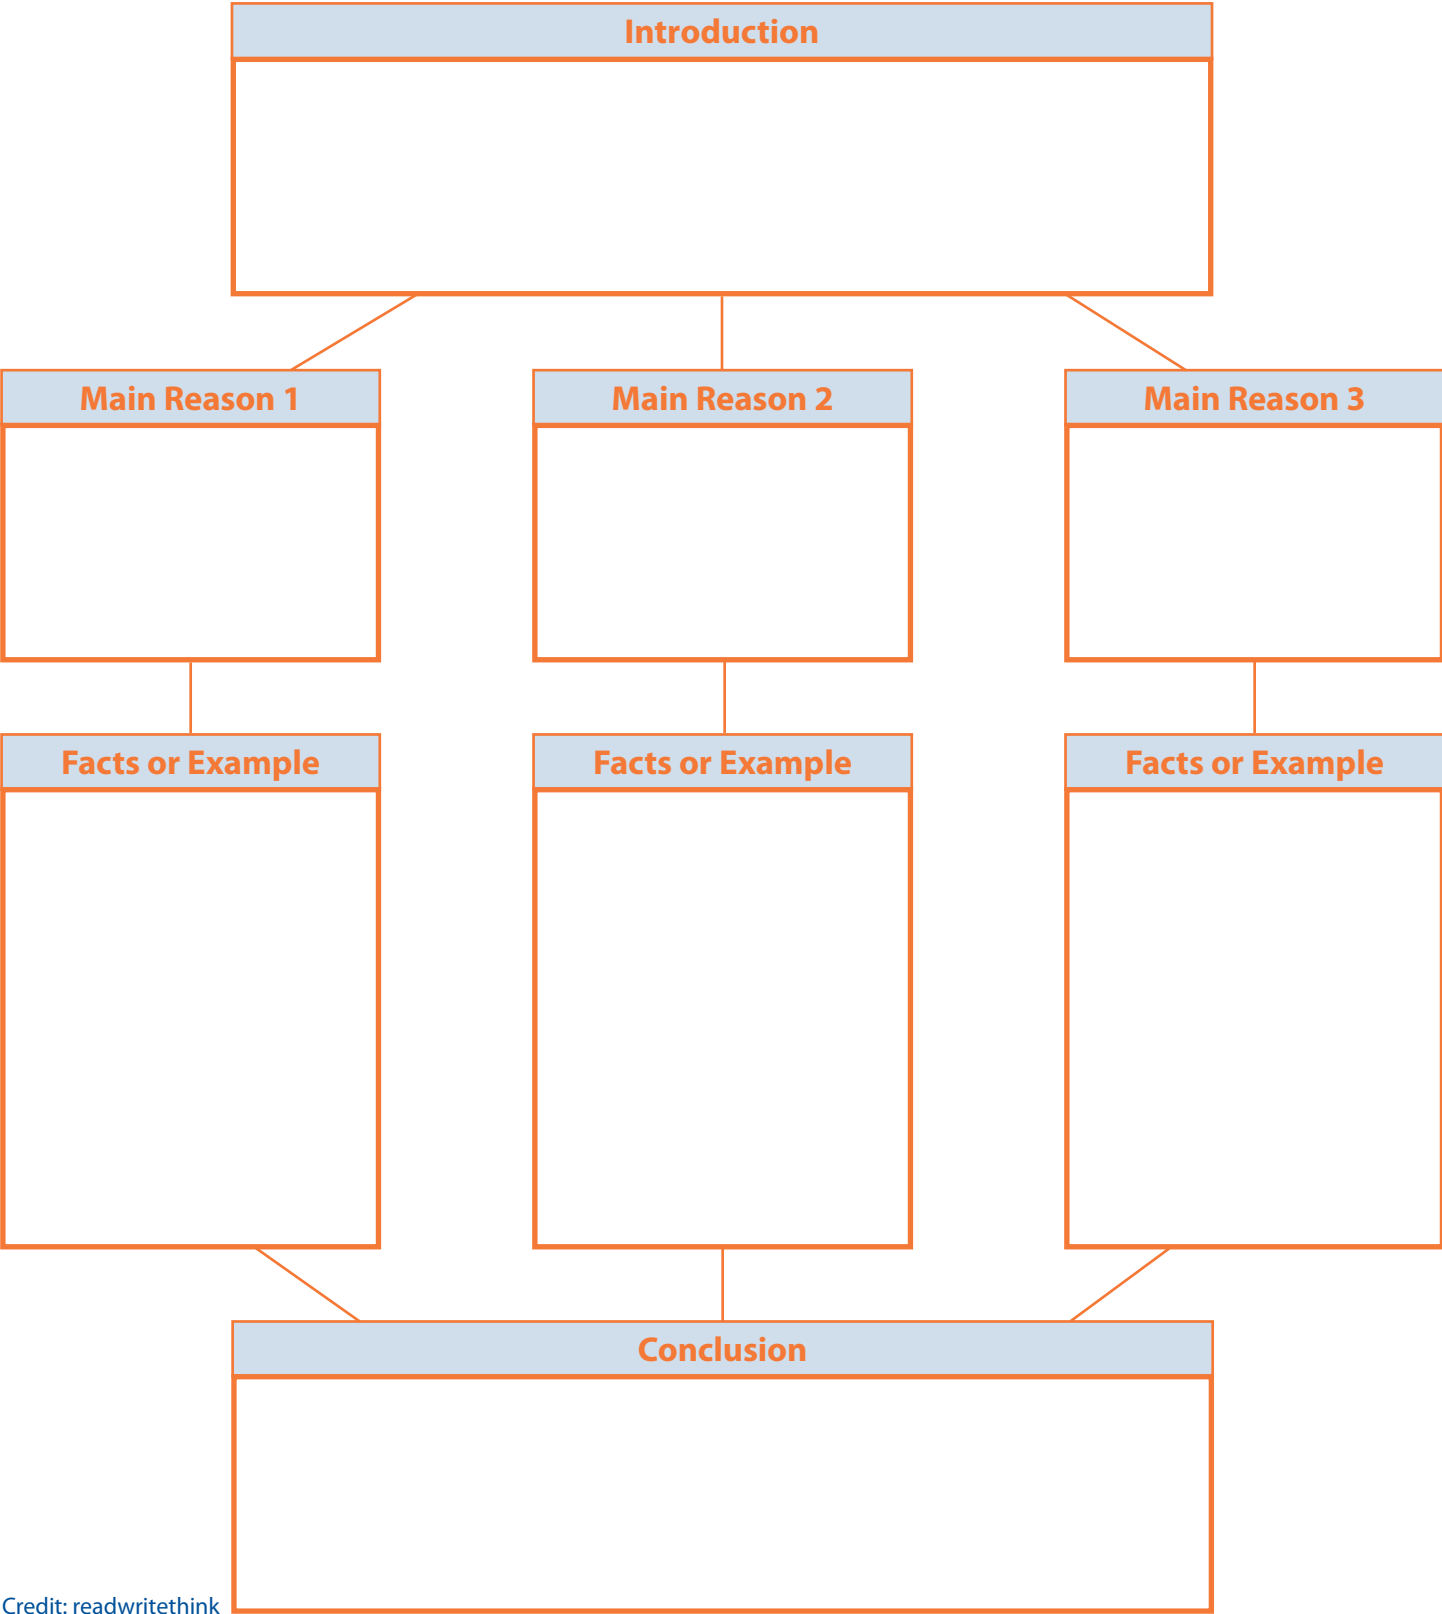 Introduction
Main Reason 1
Main Reason 2
Main Reason 3
Facts or Example
Facts or Example
Facts or Example
Conclusion
Credit: readwritethink